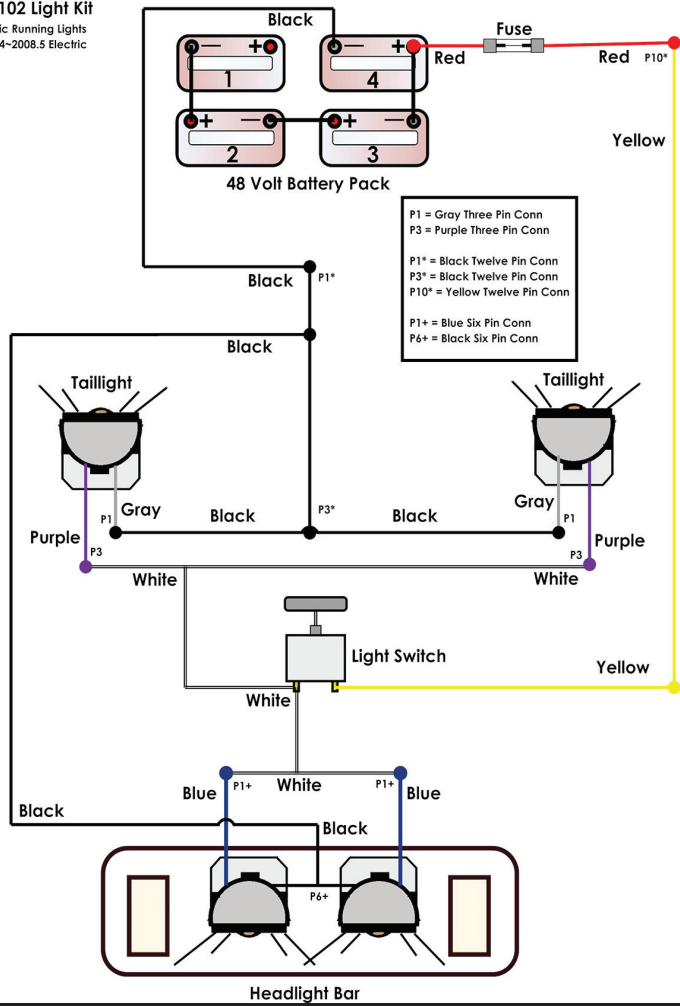 102 Light Kit
ic Running Lights
4~2008.5 Electric
Black
Fuse
Red
Red P10*
− +
− +
1
4
+ −
+ −
2
3
48 Volt Battery Pack
Yellow
P1 = Gray Three Pin Conn
P3 = Purple Three Pin Conn
P1* = Black Twelve Pin Conn
P3* = Black Twelve Pin Conn
P10* = Yellow Twelve Pin Conn
P1+ = Blue Six Pin Conn
P6+ = Black Six Pin Conn
Black P1*
Black
Taillight
Taillight
Gray
P1
Purple
P3
Black
P3*
Black
Gray
P1
Purple
P3
White
White
Light Switch
Yellow
White
P1+
White
P1+
Blue
Blue
Black
Black
P6+
Headlight Bar